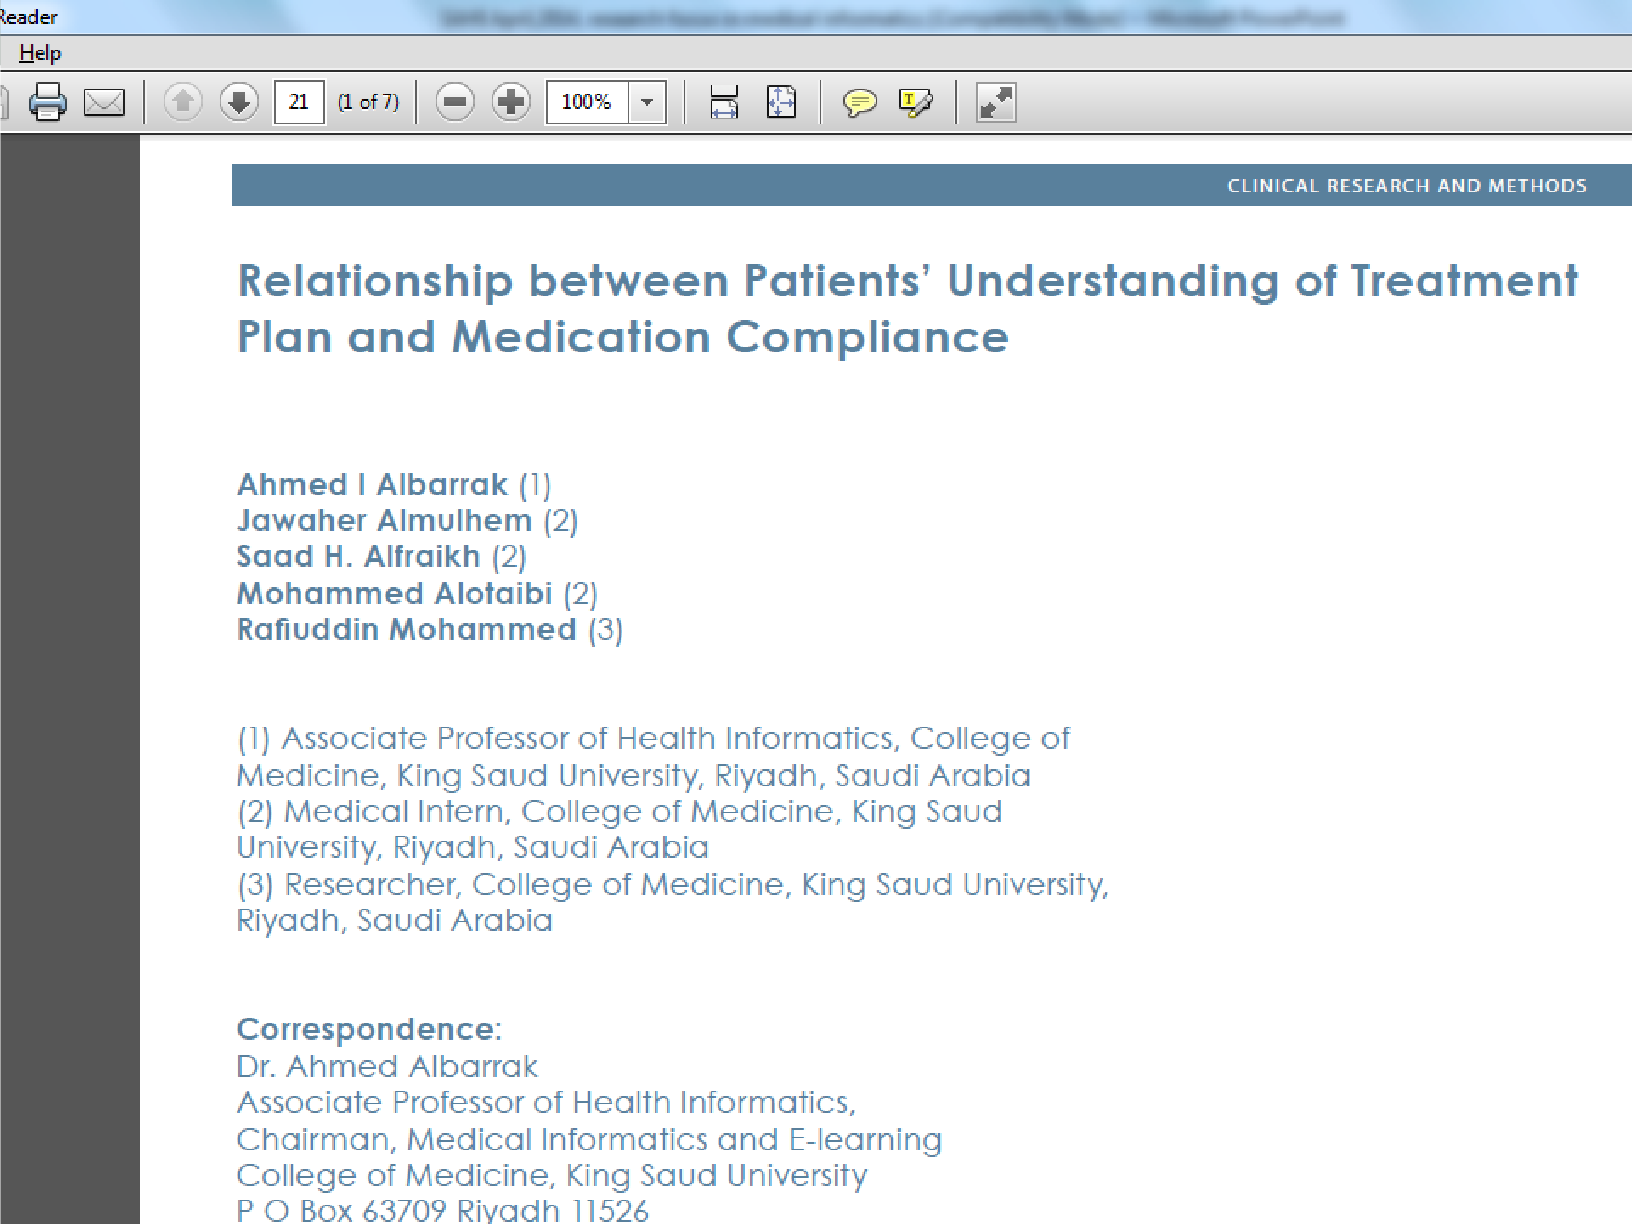 Reader
Help
21 (1 of 7) 100%
CLINICAL RESEARCH AND METHODS
Relationship between Patients’ Understanding of Treatment
Plan and Medication Compliance
Ahmed I Albarrak (1)
Jawaher Almulhem (2)
Saad H. Alfraikh (2)
Mohammed Alotaibi (2)
Rafiuddin Mohammed (3)
(1) Associate Professor of Health Informatics, College of
Medicine, King Saud University, Riyadh, Saudi Arabia
(2) Medical Intern, College of Medicine, King Saud
University, Riyadh, Saudi Arabia
(3) Researcher, College of Medicine, King Saud University,
Riyadh, Saudi Arabia
Correspondence:
Dr. Ahmed Albarrak
Associate Professor of Health Informatics,
Chairman, Medical Informatics and E-learning
College of Medicine, King Saud University
P O Box 63709 Riyadh 11526